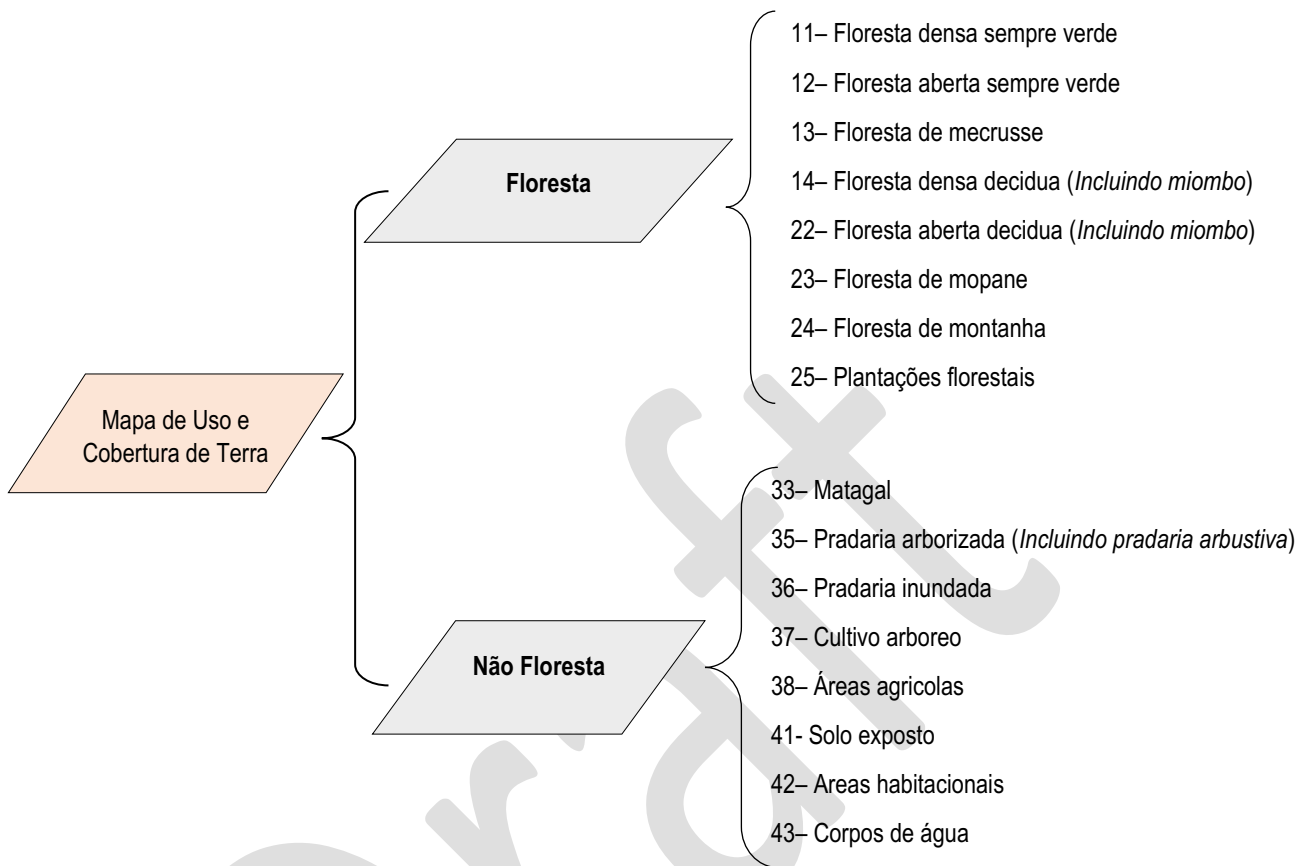 11– Floresta densa sempre verde
12– Floresta aberta sempre verde
13– Floresta de mecrusse
14– Floresta densa decidua (Incluindo miombo)
22– Floresta aberta decidua (Incluindo miombo)
23– Floresta de mopane
24– Floresta de montanha
25– Plantações florestais
Floresta
Mapa de Uso e
Cobertura de Terra
33– Matagal
35– Pradaria arborizada (Incluindo pradaria arbustiva)
36– Pradaria inundada
37– Cultivo arboreo
38– Áreas agricolas
41- Solo exposto
42– Areas habitacionais
43– Corpos de água
Não Floresta
Draft